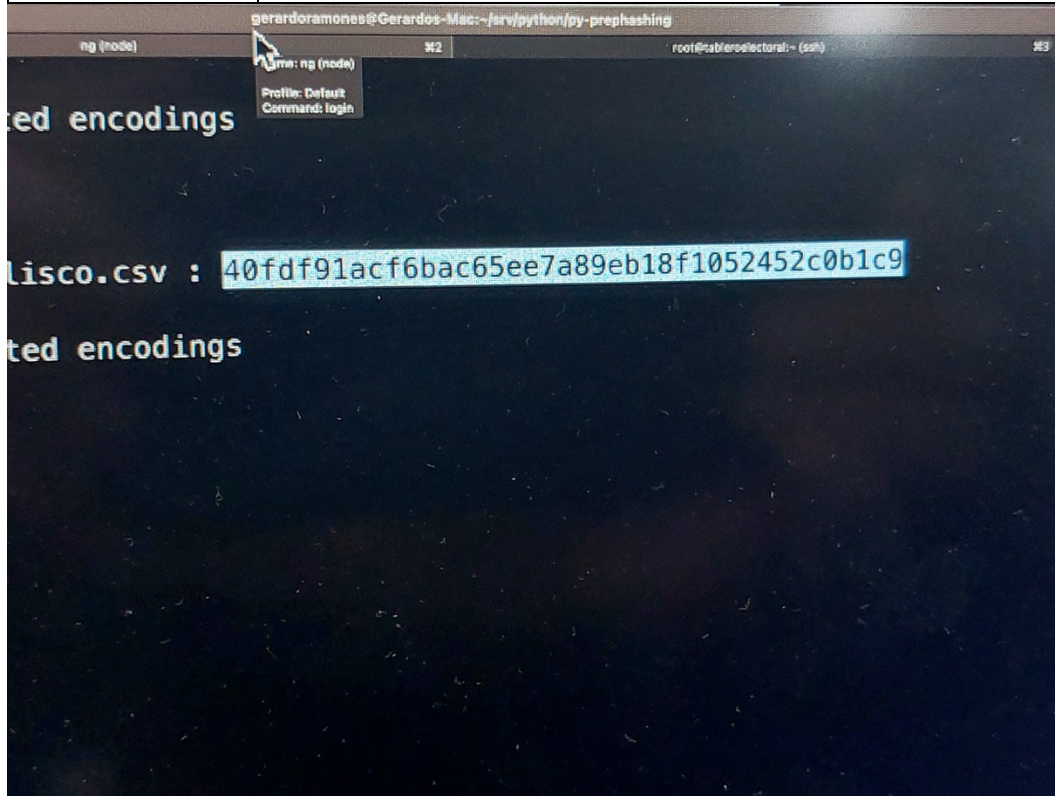 gerardoramones@Gerardos-Mac:~/srv/python/py-prephashing
ng (node)
⌘2
root@tableroelectoral:~ (ssh)
⌘3
Name: ng (node)
Profile: Default
Command: login
ted encodings
lisco.csv : 40fdf91acf6bac65ee7a89eb18f1052452c0b1c9
ted encodings